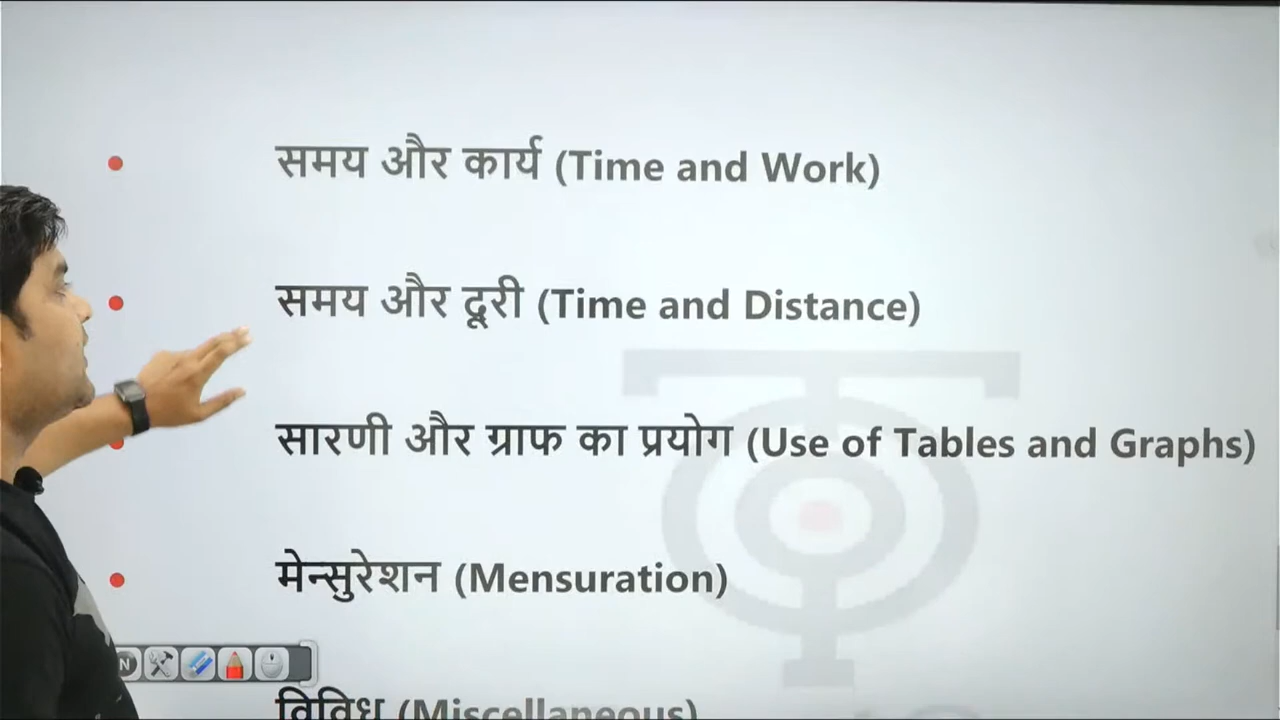 समय और कार्य (Time and Work)
समय और दूरी (Time and Distance)
सारणी और ग्राफ का प्रयोग (Use of Tables and Graphs)
मेन्सुरेशन (Mensuration)
N
विविध (Miscellaneous)